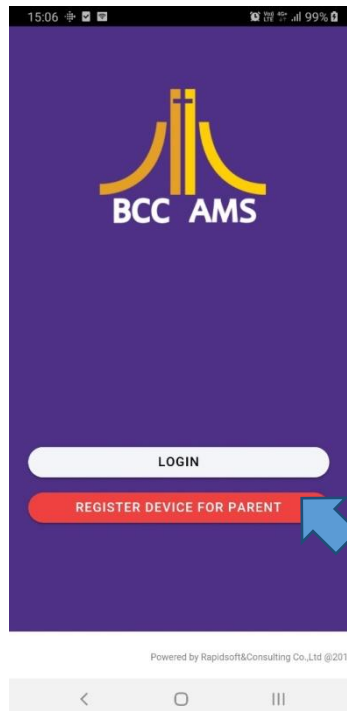 15:06 99%
BCC AMS
LOGIN
REGISTER DEVICE FOR PARENT
Powered by Rapidsoft&Consulting Co.,Ltd @201